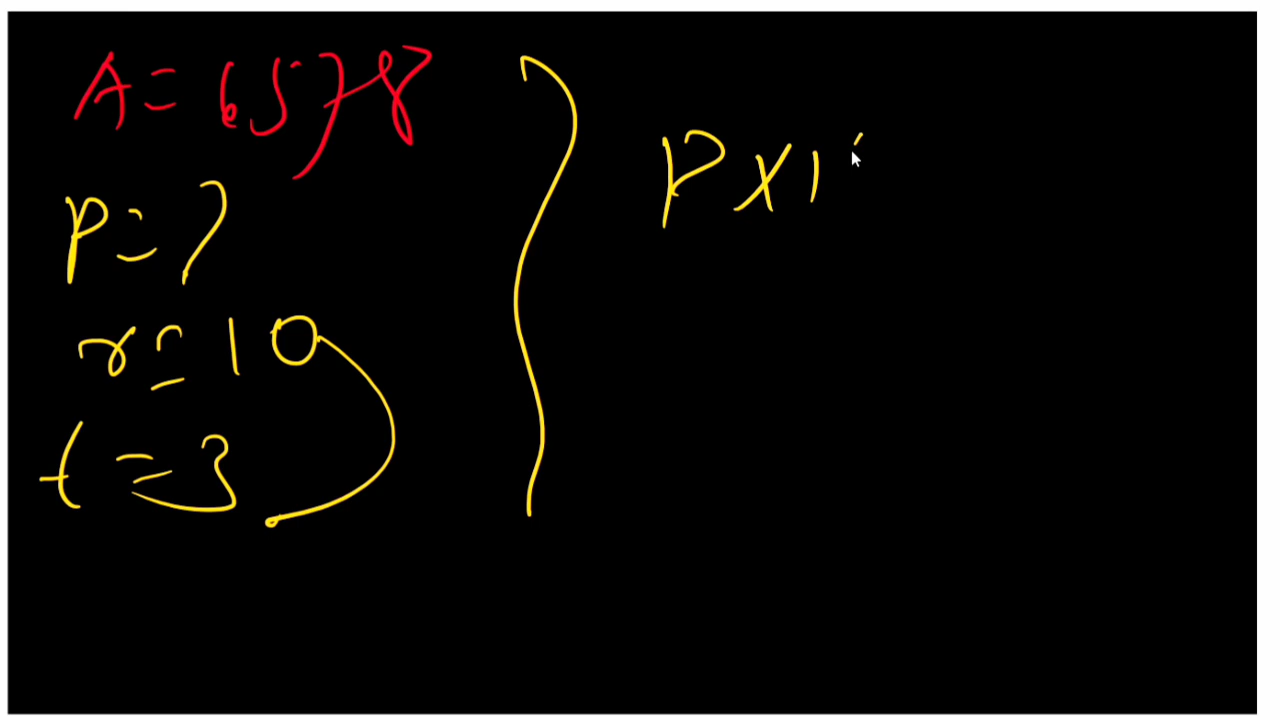 A = 6578
P = ?
r = 10
t = 3
P x 1